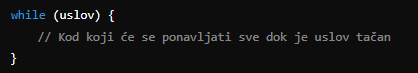 while (uslov) {
    // Kod koji će se ponavljati sve dok je uslov tačan
}